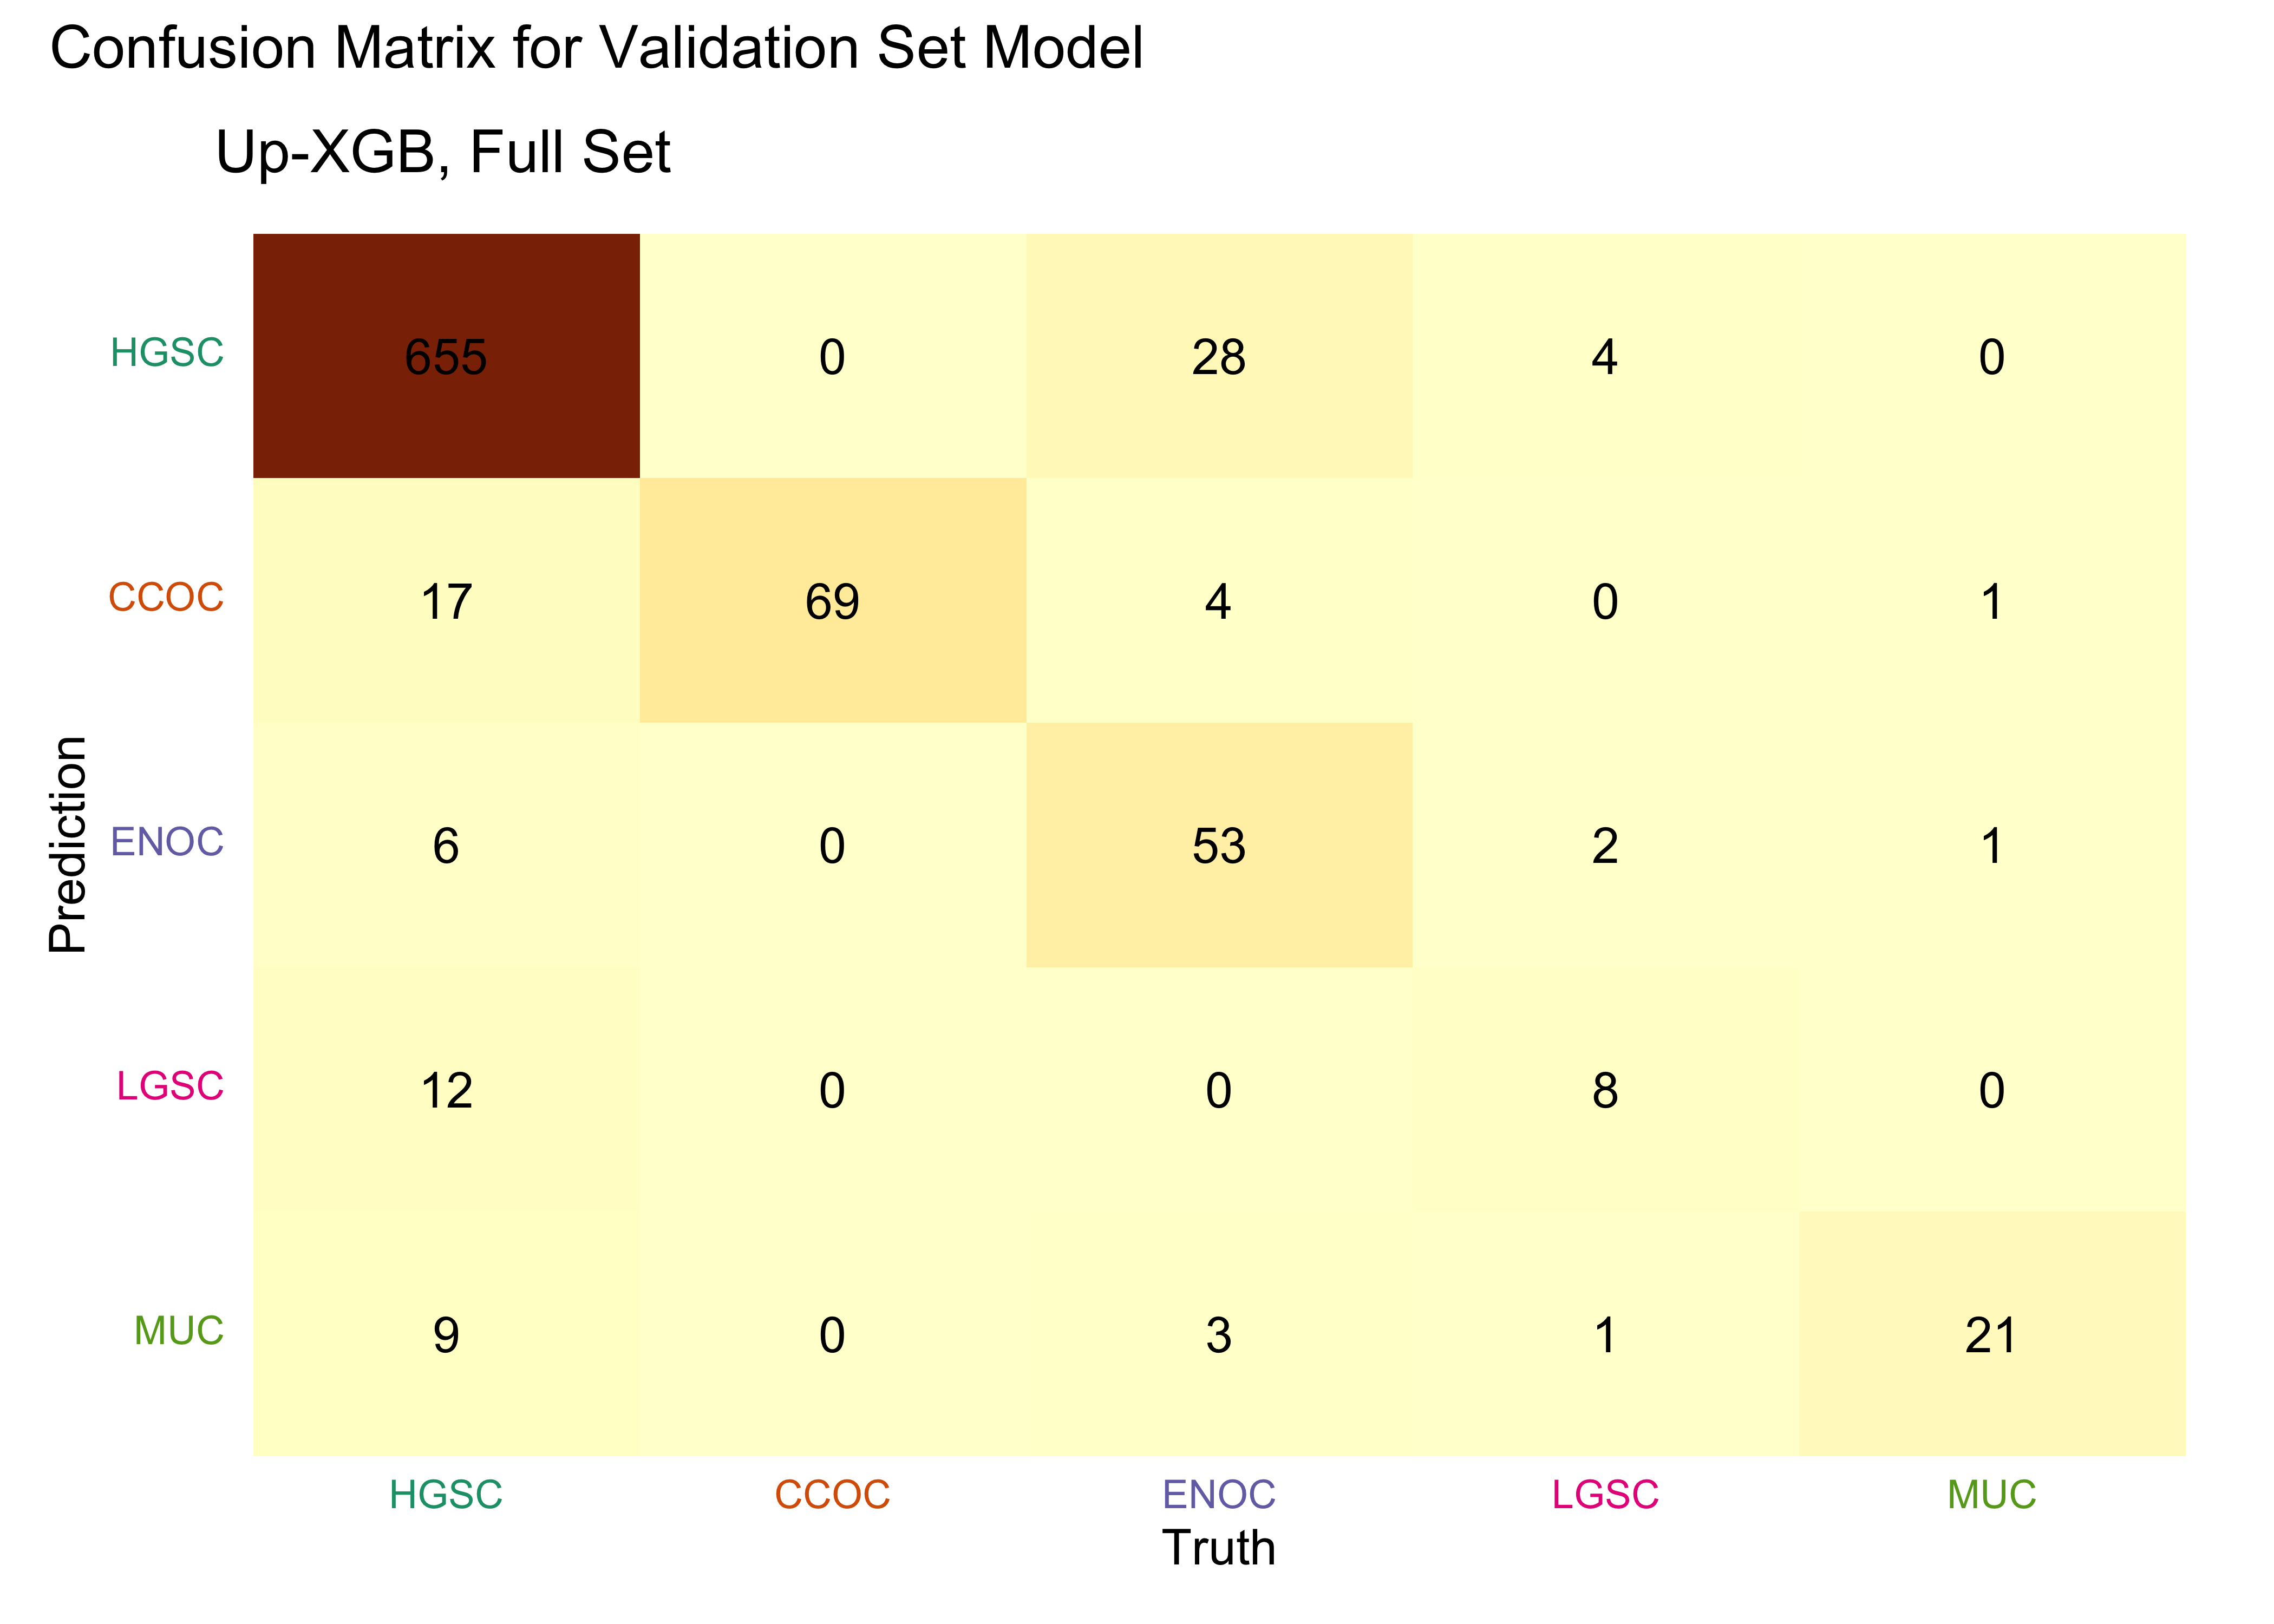 Confusion Matrix for Validation Set Model
Up-XGB, Full Set
HGSC 655 0 28 4 0
CCOC 17 69 4 0 1
Prediction
ENOC 6 0 53 2 1
LGSC 12 0 0 8 0
MUC 9 0 3 1 21
HGSC CCOC ENOC LGSC MUC
Truth